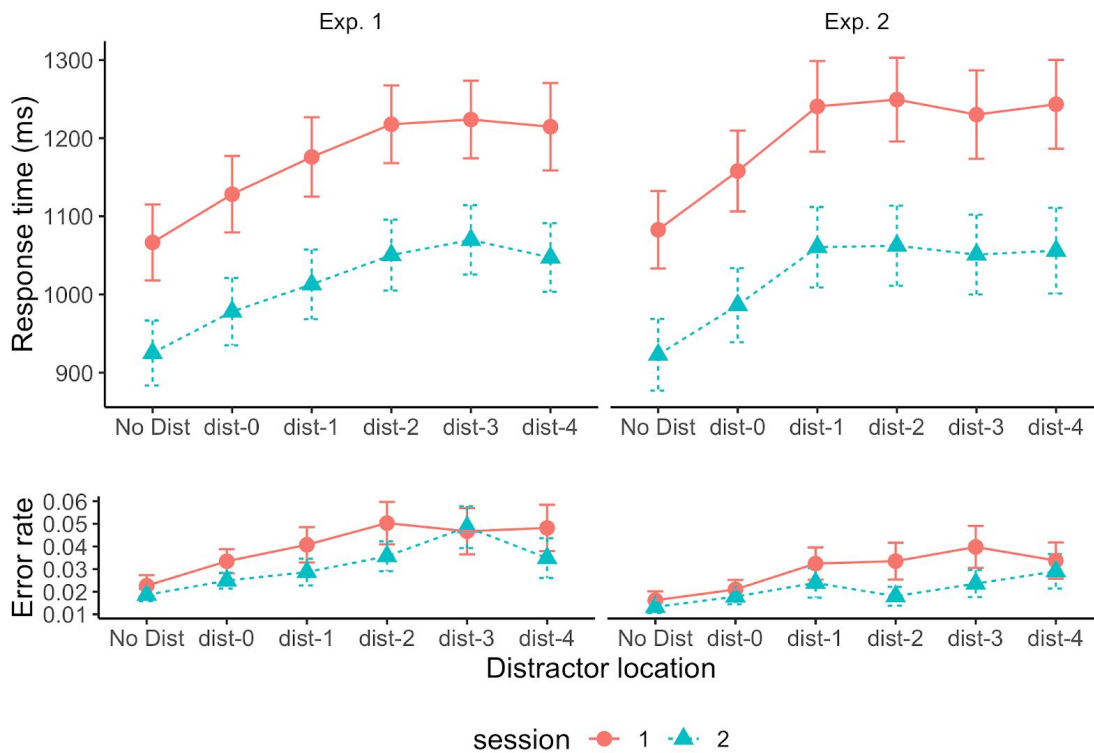 Exp. 1
Exp. 2
Response time (ms)
1300
1200
1100
1000
900
No Dist dist-0 dist-1 dist-2 dist-3 dist-4
No Dist dist-0 dist-1 dist-2 dist-3 dist-4
Error rate
0.06
0.05
0.04
0.03
0.02
0.01
No Dist dist-0 dist-1 dist-2 dist-3 dist-4
No Dist dist-0 dist-1 dist-2 dist-3 dist-4
Distractor location
session 1 2